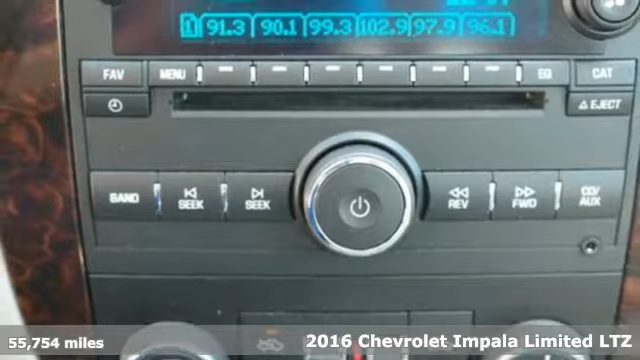 1 91.3 90.1 99.3 102.9 97.9 96.1
FAV MENU EQ CAT
EJECT
BAND SEEK SEEK REV FWD CD/
AUX
55,754 miles 2016 Chevrolet Impala Limited LTZ